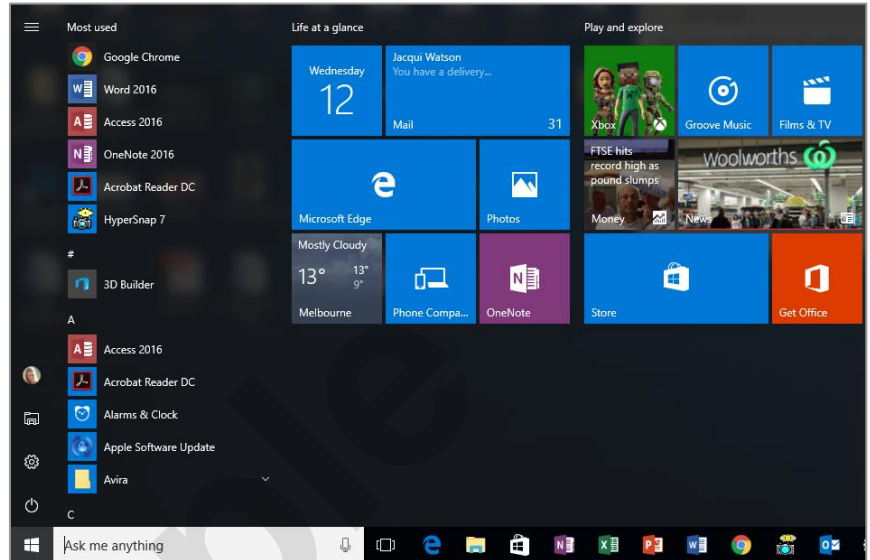 Most used
Google Chrome
Word 2016
Access 2016
OneNote 2016
Acrobat Reader DC
HyperSnap 7
#
3D Builder
A
Access 2016
Acrobat Reader DC
Alarms & Clock
Apple Software Update
Avira
C
Life at a glance
Wednesday
12
Jacqui Watson
You have a delivery...
Mail 31
Microsoft Edge
Photos
Mostly Cloudy
13° 13°
9°
Melbourne
Phone Compa...
OneNote
Play and explore
Xbox
Groove Music
Films & TV
FTSE hits
record high as
pound slumps
Money
Woolworths
News
Store
Get Office
Ask me anything